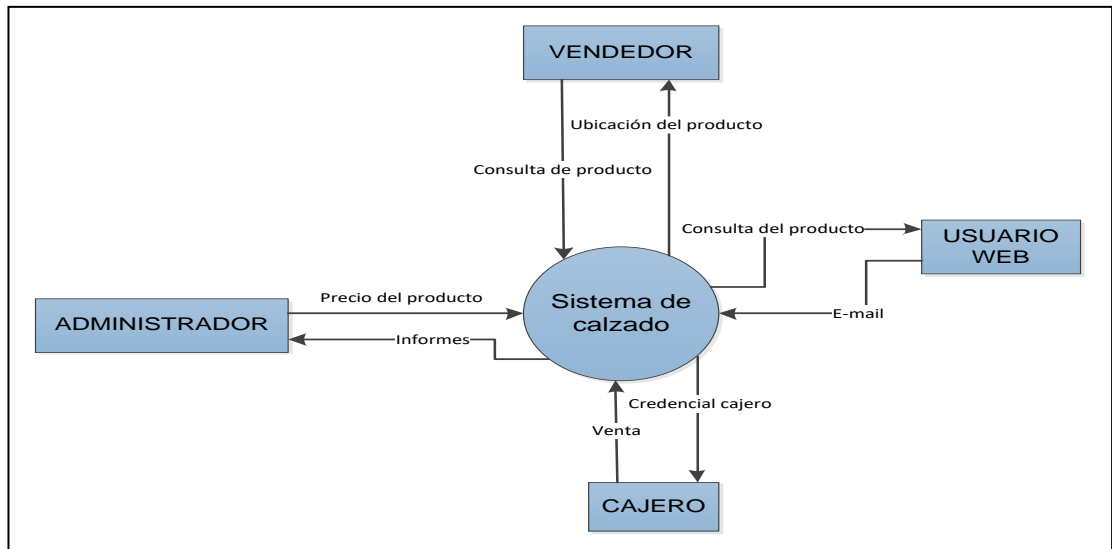 VENDEDOR
Ubicación del producto
Consulta de producto
Consulta del producto
USUARIO
WEB
E-mail
Sistema de
calzado
ADMINISTRADOR
Precio del producto
Informes
Credencial cajero
Venta
CAJERO